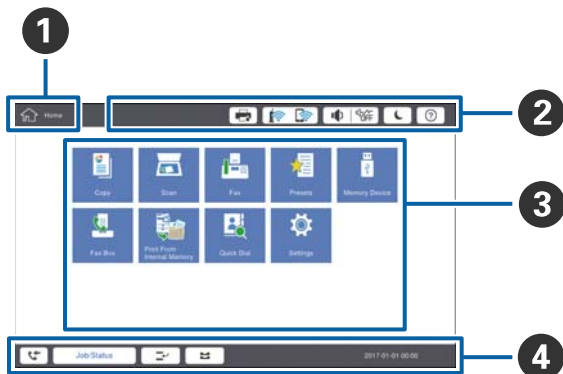 1
2
Home
OFF
Copy
Scan
Fax
Presets
Memory Device
3
Fax Box
Print From
Internal Memory
Quick Dial
Settings
Job/Status
2017-01-01 00:00
4